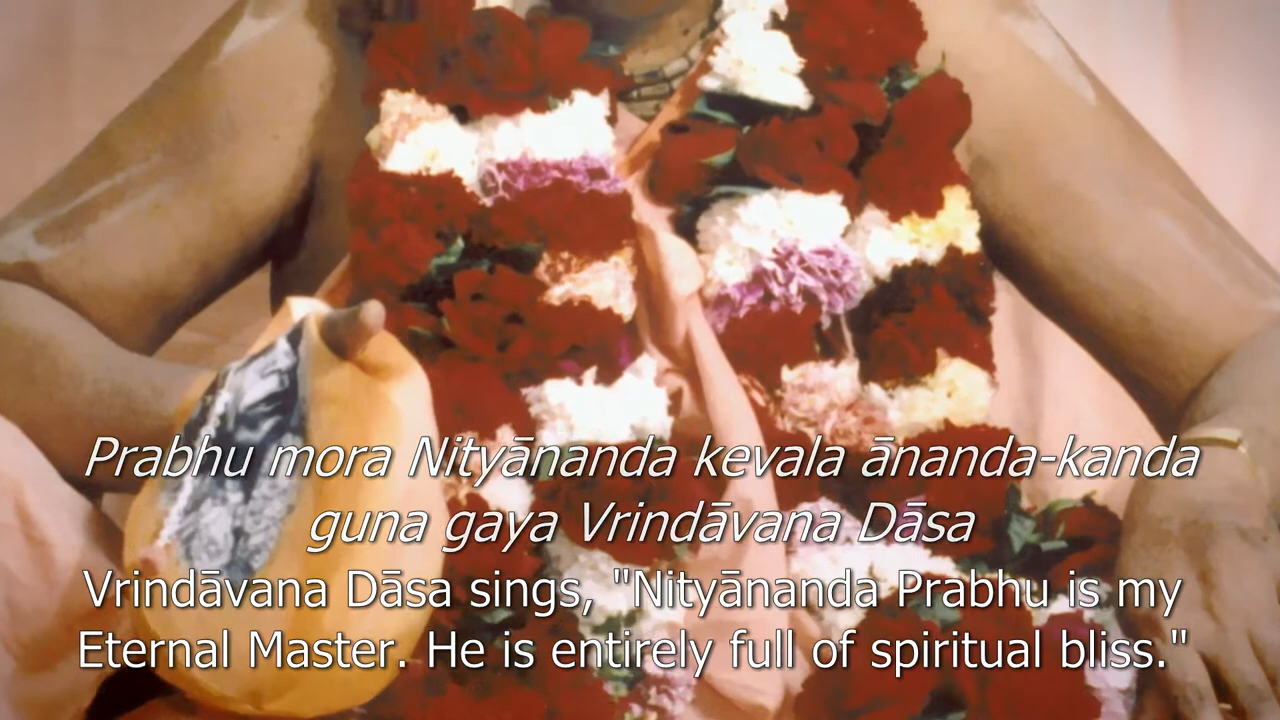 Prabhu mora Nityānanda kevala ānanda-kanda
guna gaya Vrindāvana Dāsa
Vrindāvana Dāsa sings, "Nityānanda Prabhu is my
Eternal Master. He is entirely full of spiritual bliss."